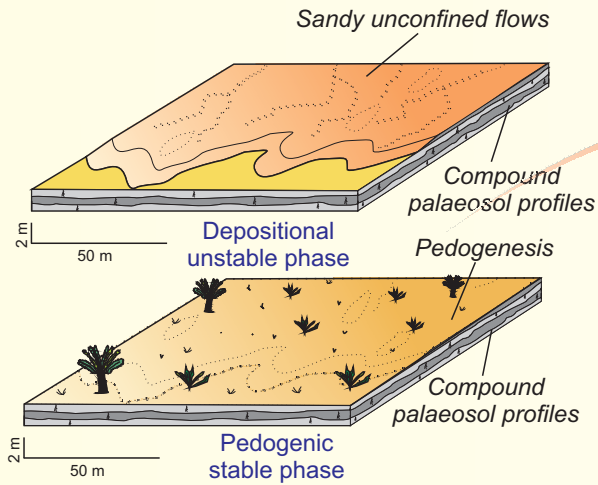 Sandy unconfined flows
Compound
palaeosol profiles
2 m
50 m
Depositional
unstable phase
Pedogenesis
Compound
palaeosol profiles
2 m
50 m
Pedogenic
stable phase